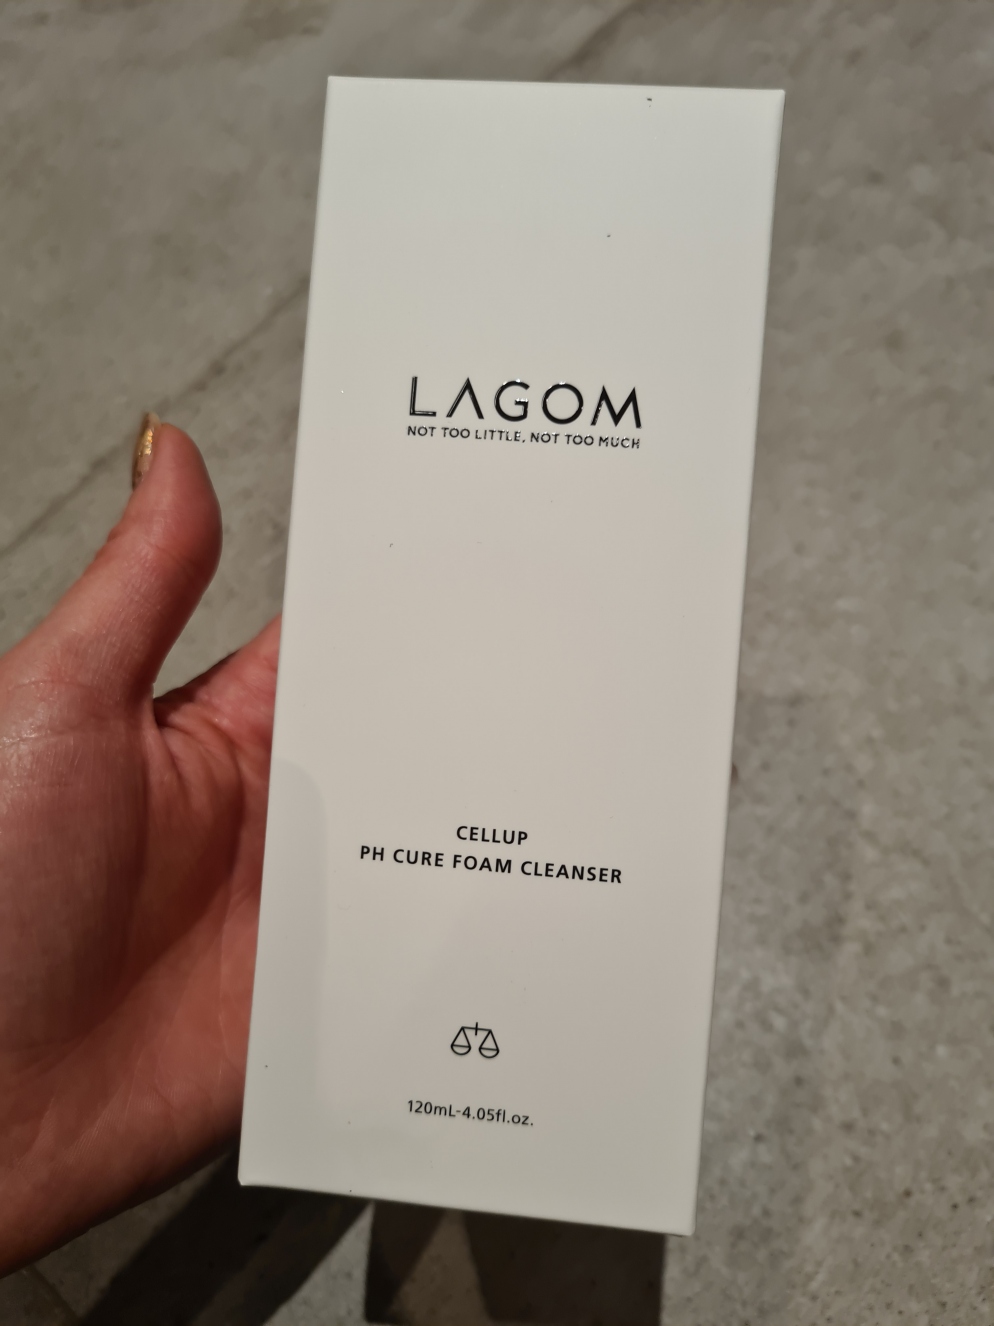 LAGOM
NOT TOO LITTLE, NOT TOO MUCH
CELLUP
PH CURE FOAM CLEANSER
120mL-4.05fl.oz.